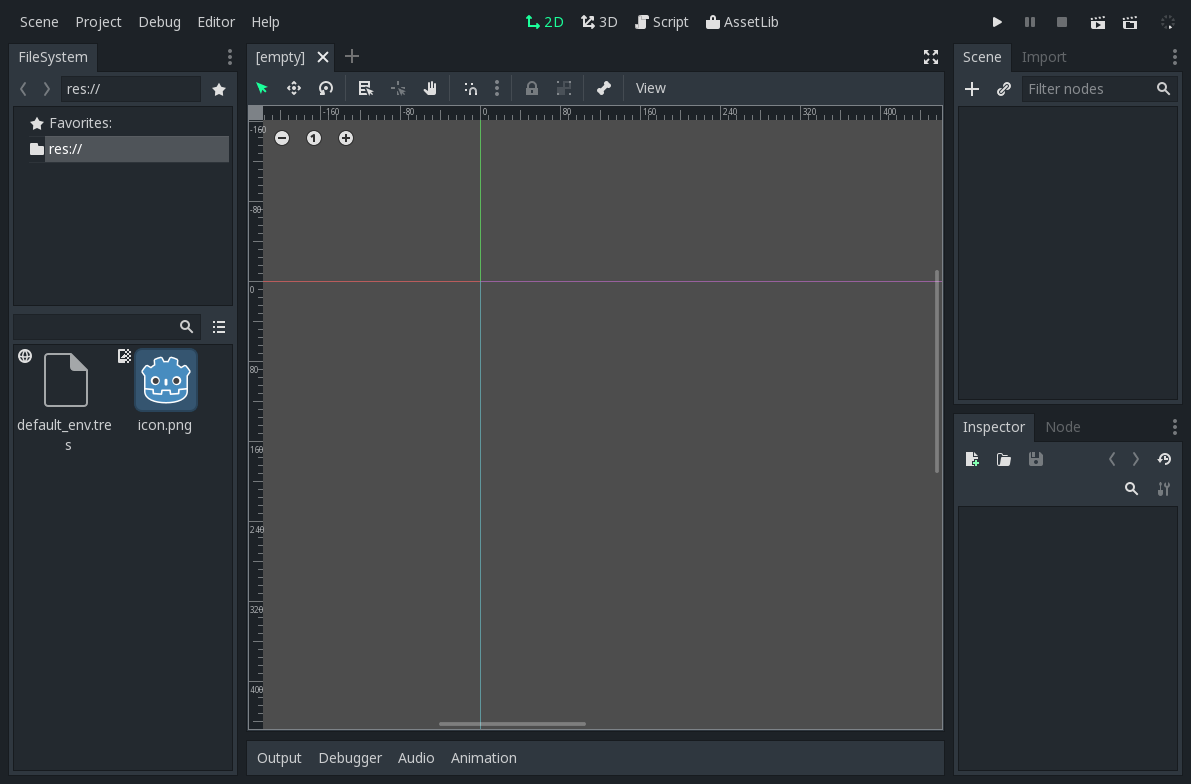 Scene Project Debug Editor Help 2D 3D Script AssetLib
FileSystem [empty] Scene Import
res:// View Filter nodes
-160 -80 0 80 160 240 320 400
Favorites:
res://
-160
-80
0
80
160
240
320
400
default_env.tre
s
icon.png
1
Inspector Node
Output Debugger Audio Animation